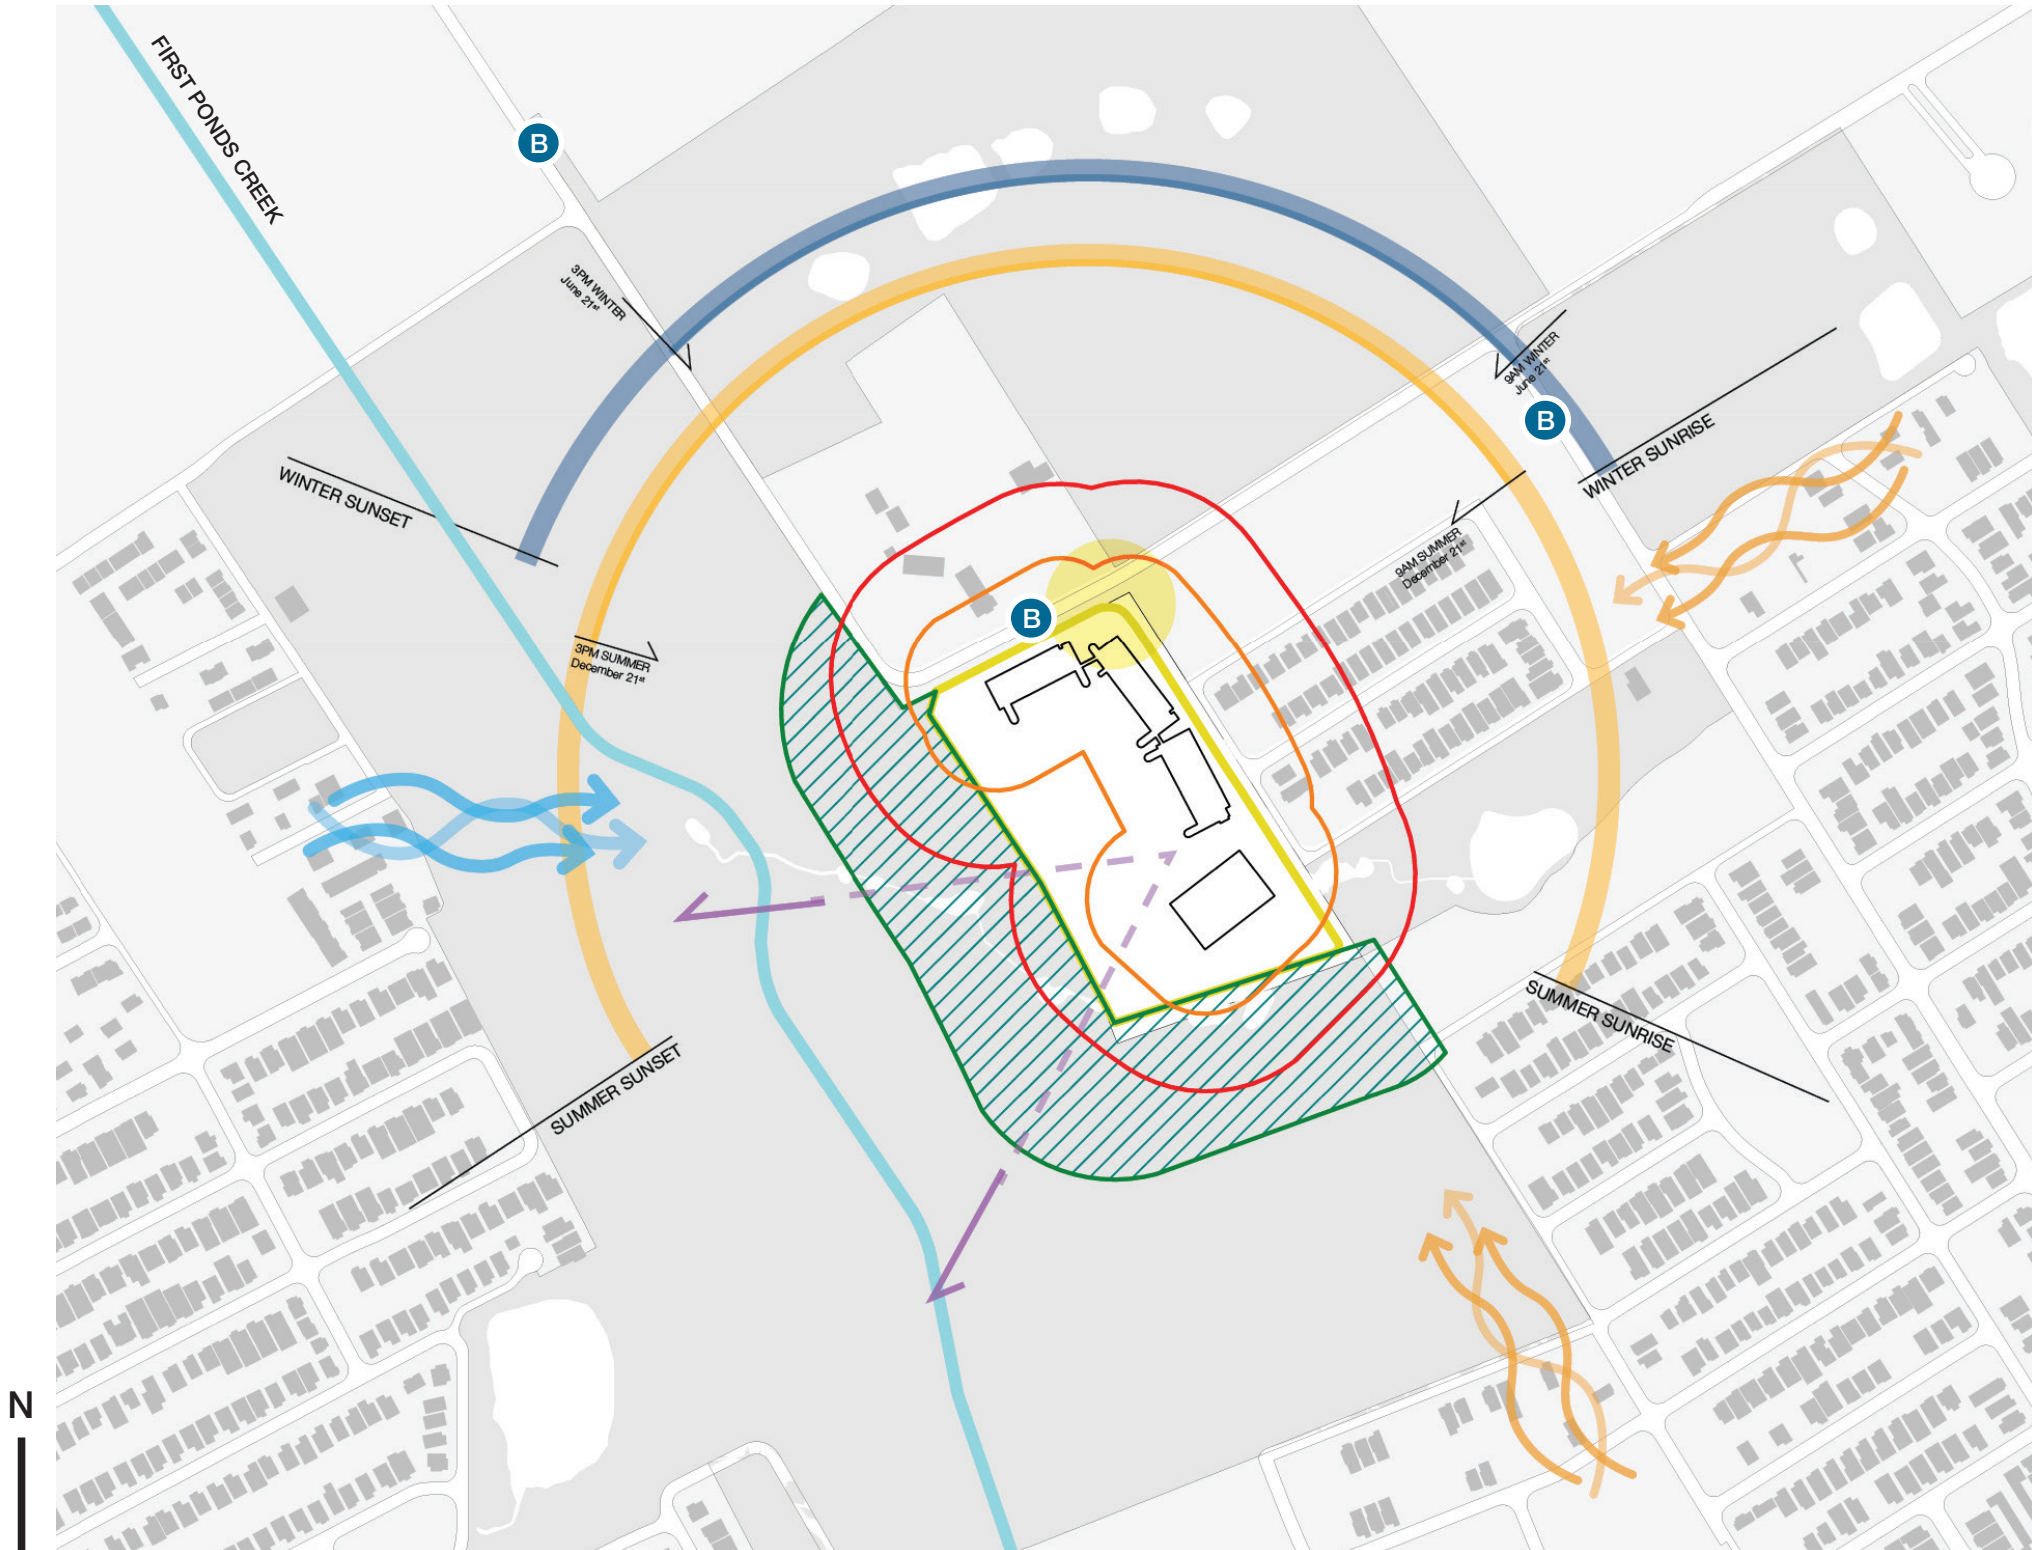 FIRST PONDS CREEK
B
3PM WINTER
June 21st
9AM WINTER
June 21st
B
WINTER SUNRISE
WINTER SUNSET
9AM SUMMER
December 21st
B
3PM SUMMER
December 21st
SUMMER SUNRISE
SUMMER SUNSET
N